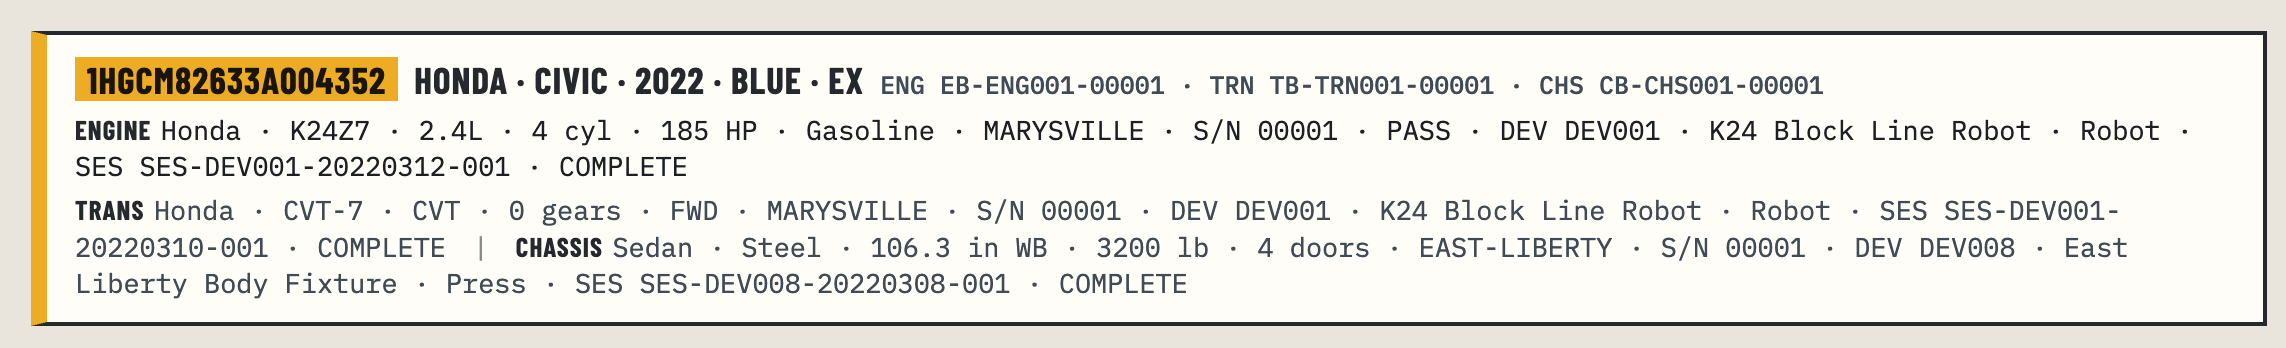 1HGCM82633A004352 HONDA · CIVIC · 2022 · BLUE · EX ENG EB-ENG001-00001 · TRN TB-TRN001-00001 · CHS CB-CHS001-00001
ENGINE Honda · K24Z7 · 2.4L · 4 cyl · 185 HP · Gasoline · MARYSVILLE · S/N 00001 · PASS · DEV DEV001 · K24 Block Line Robot · Robot ·
SES SES-DEV001-20220312-001 · COMPLETE
TRANS Honda · CVT-7 · CVT · 0 gears · FWD · MARYSVILLE · S/N 00001 · DEV DEV001 · K24 Block Line Robot · Robot · SES SES-DEV001-
20220310-001 · COMPLETE | CHASSIS Sedan · Steel · 106.3 in WB · 3200 lb · 4 doors · EAST-LIBERTY · S/N 00001 · DEV DEV008 · East
Liberty Body Fixture · Press · SES SES-DEV008-20220308-001 · COMPLETE